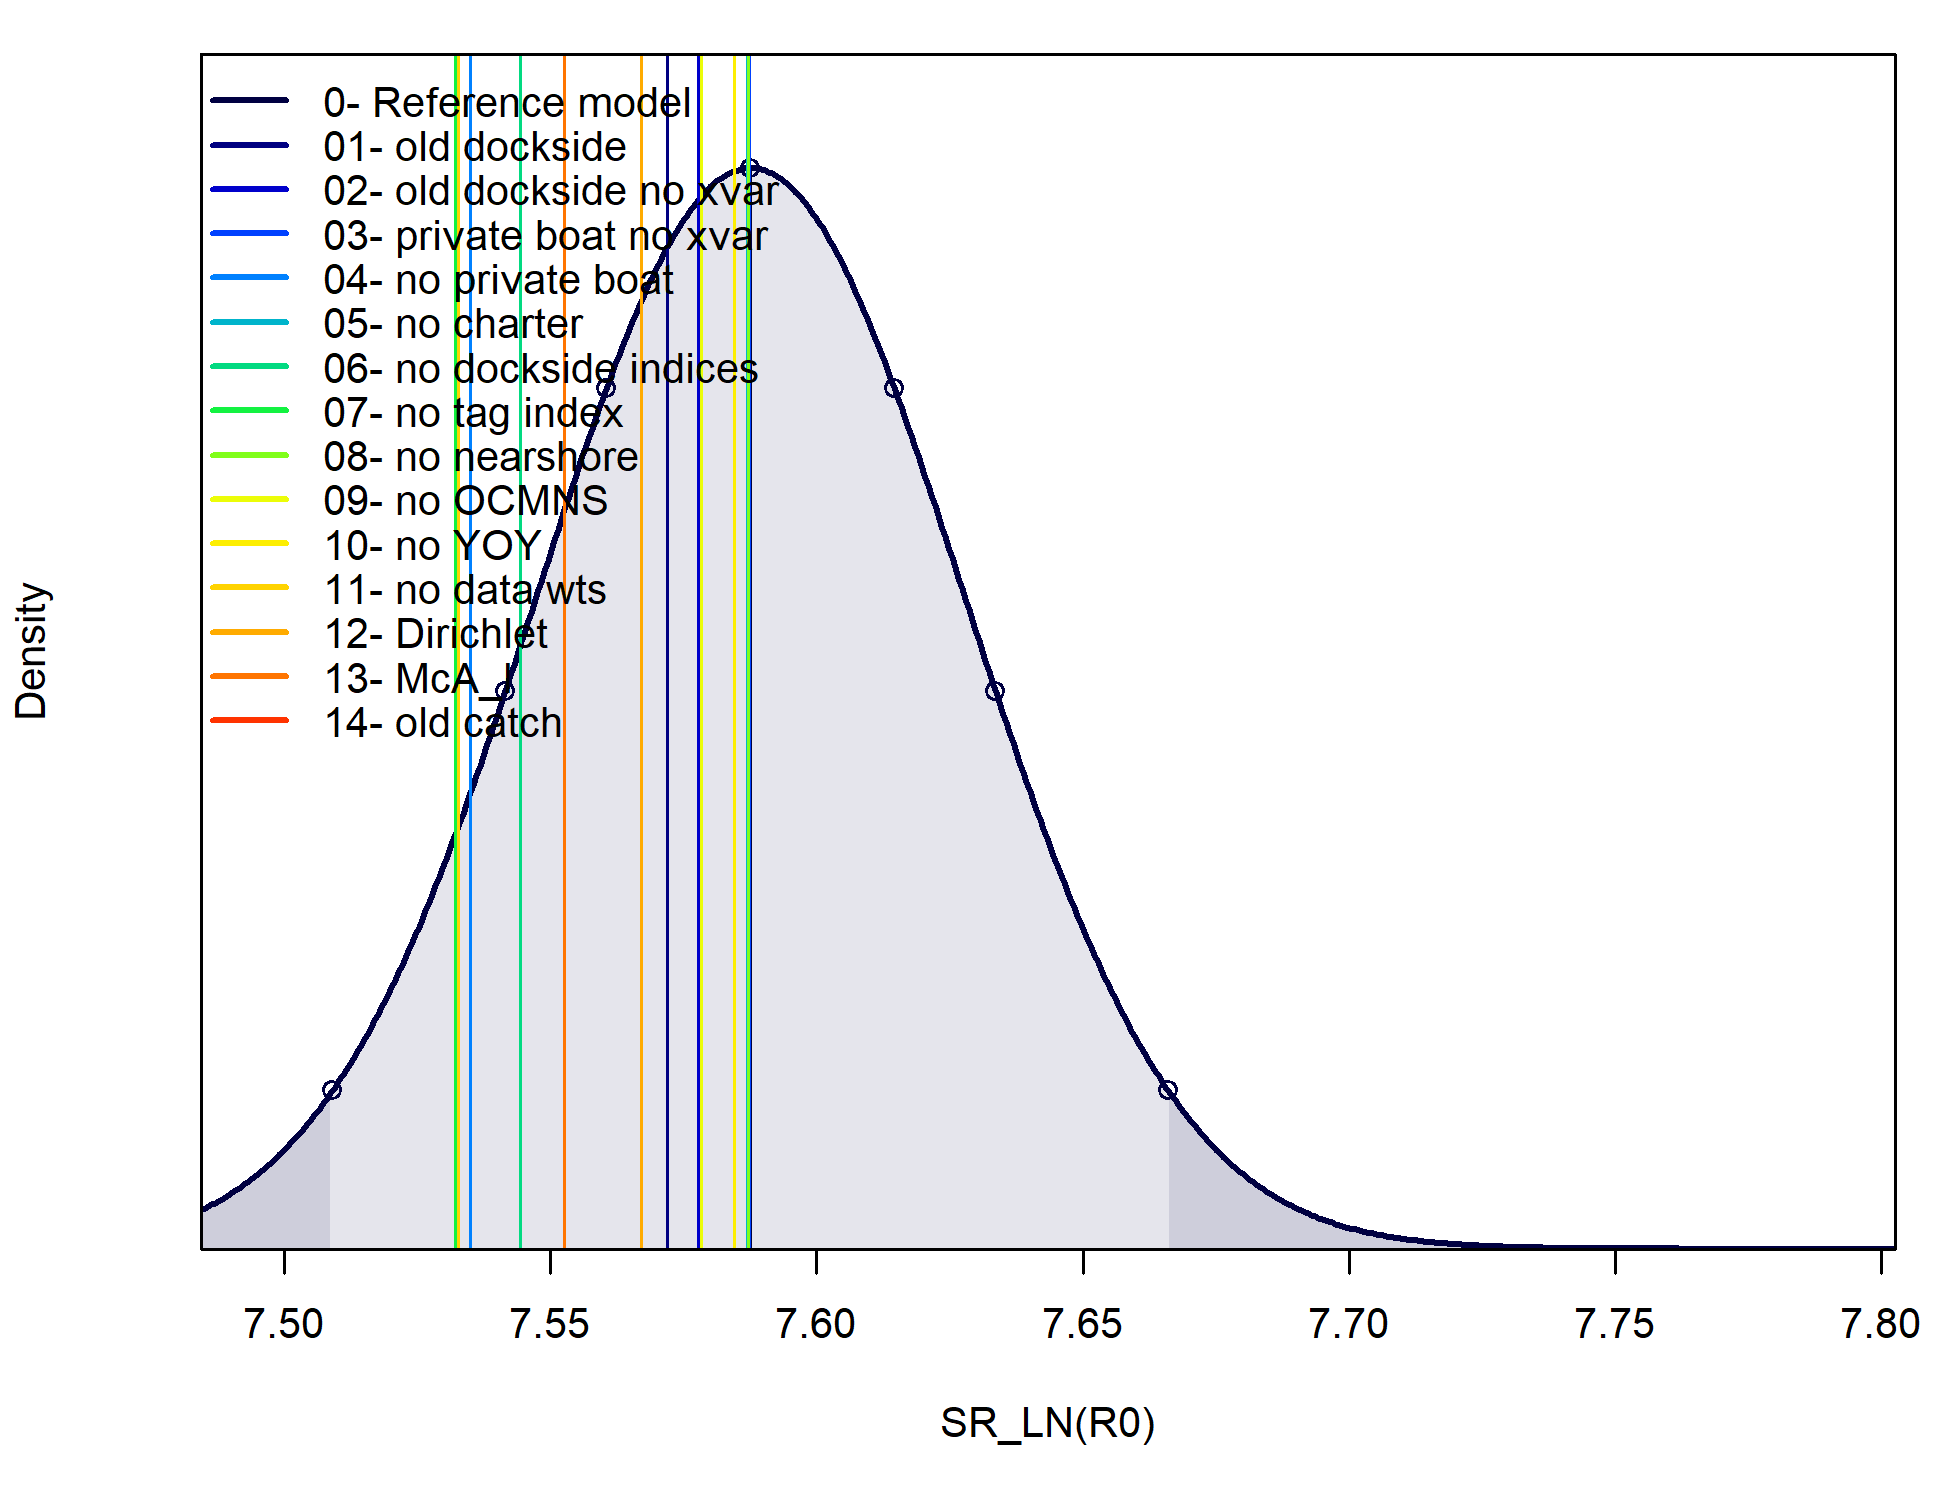 0- Reference model
01- old dockside
02- old dockside no xvar
03- private boat no xvar
04- no private boat
05- no charter
06- no dockside indices
07- no tag index
08- no nearshore
09- no OCMNS
10- no YOY
11- no data wts
12- Dirichlet
13- McA_I
14- old catch
Density
7.50 7.55 7.60 7.65 7.70 7.75 7.80
SR_LN(R0)